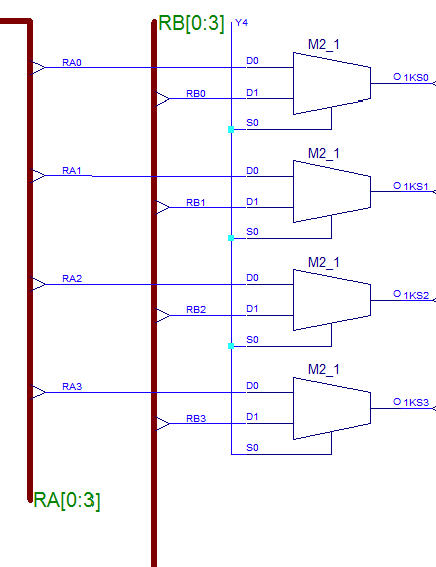 RB[0:3]
Y4
M2_1
RA0
D0
O 1KS0
RB0
D1
S0
M2_1
RA1
D0
O 1KS1
RB1
D1
S0
M2_1
RA2
D0
O 1KS2
RB2
D1
S0
M2_1
RA3
D0
O 1KS3
RB3
D1
S0
RA[0:3]